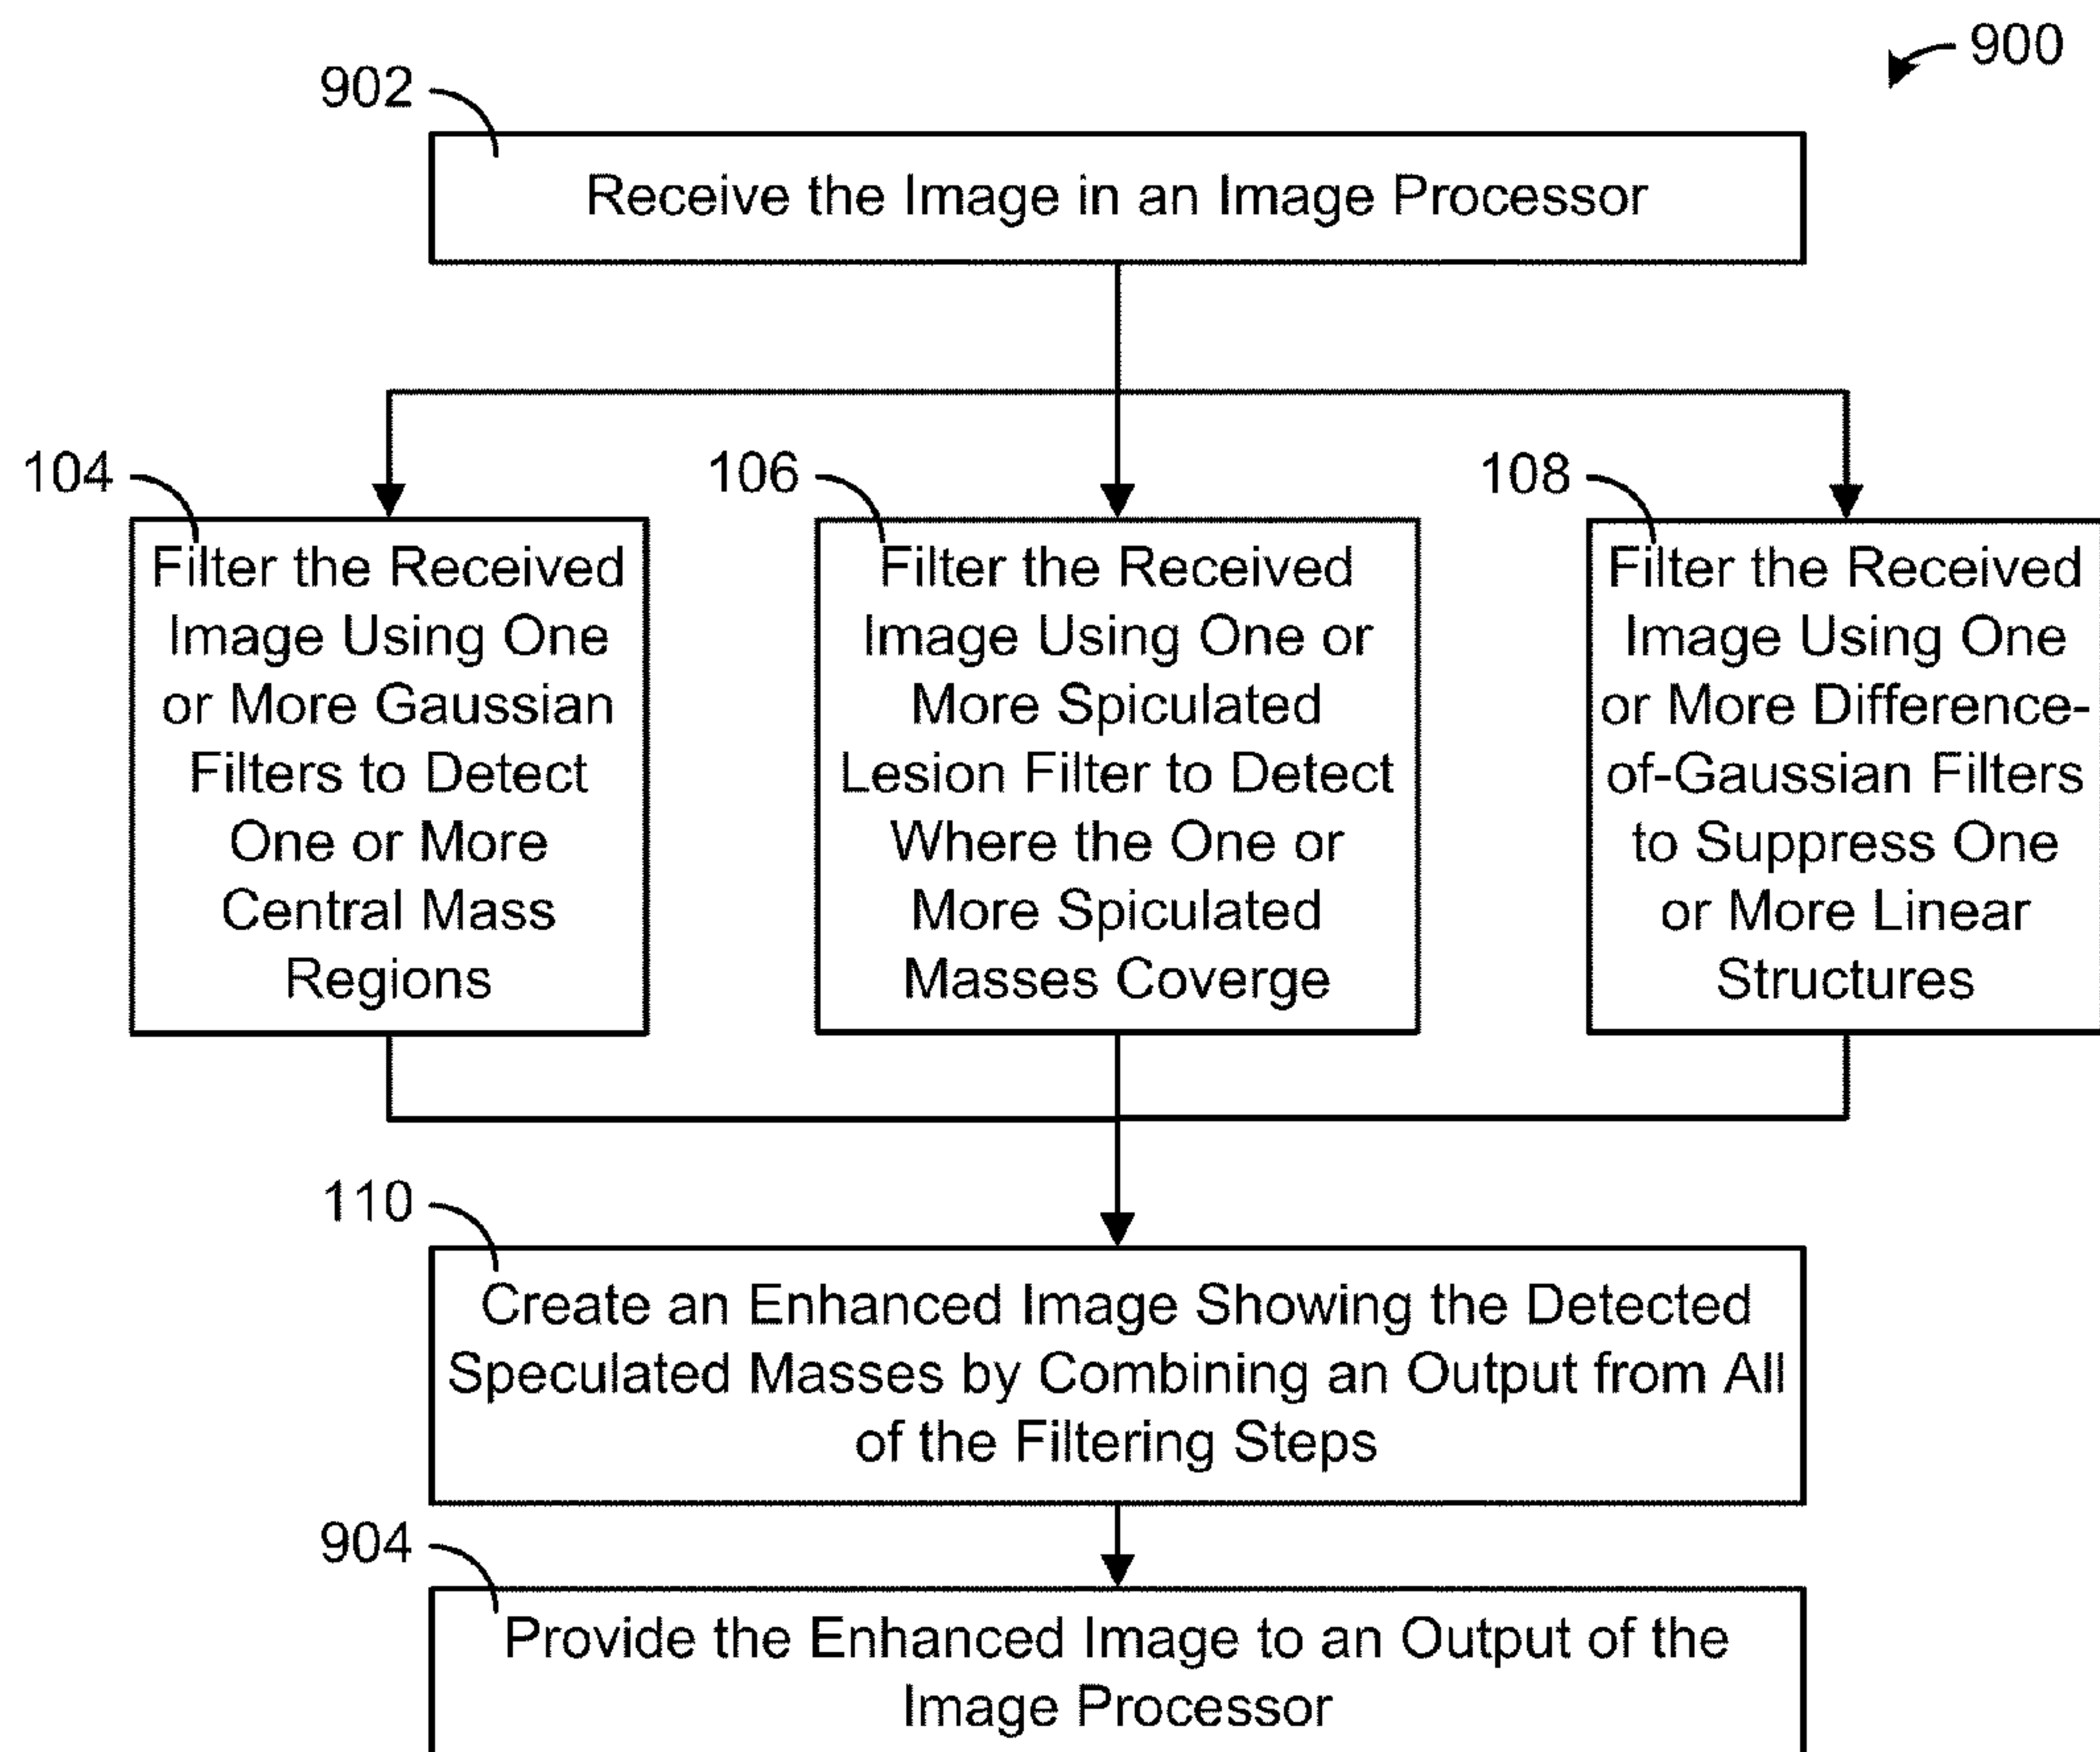 900
902
Receive the Image in an Image Processor
104
Filter the Received
Image Using One
or More Gaussian
Filters to Detect
One or More
Central Mass
Regions
106
Filter the Received
Image Using One or
More Spiculated
Lesion Filter to Detect
Where the One or
More Spiculated
Masses Coverge
108
Filter the Received
Image Using One
or More Difference-
of-Gaussian Filters
to Suppress One
or More Linear
Structures
110
Create an Enhanced Image Showing the Detected
Speculated Masses by Combining an Output from All
of the Filtering Steps
904
Provide the Enhanced Image to an Output of the
Image Processor